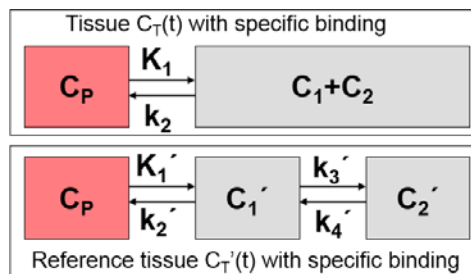 Tissue C_T(t) with specific binding
C_P
K_1
k_2
C_1+C_2
C_P
K_1´
k_2´
C_1´
k_3´
k_4´
C_2´
Reference tissue C_T'(t) with specific binding